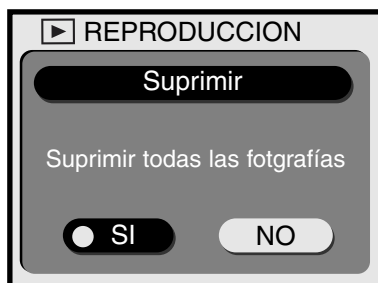 REPRODUCCION
Suprimir
Suprimir todas las fotgrafías
SI
NO